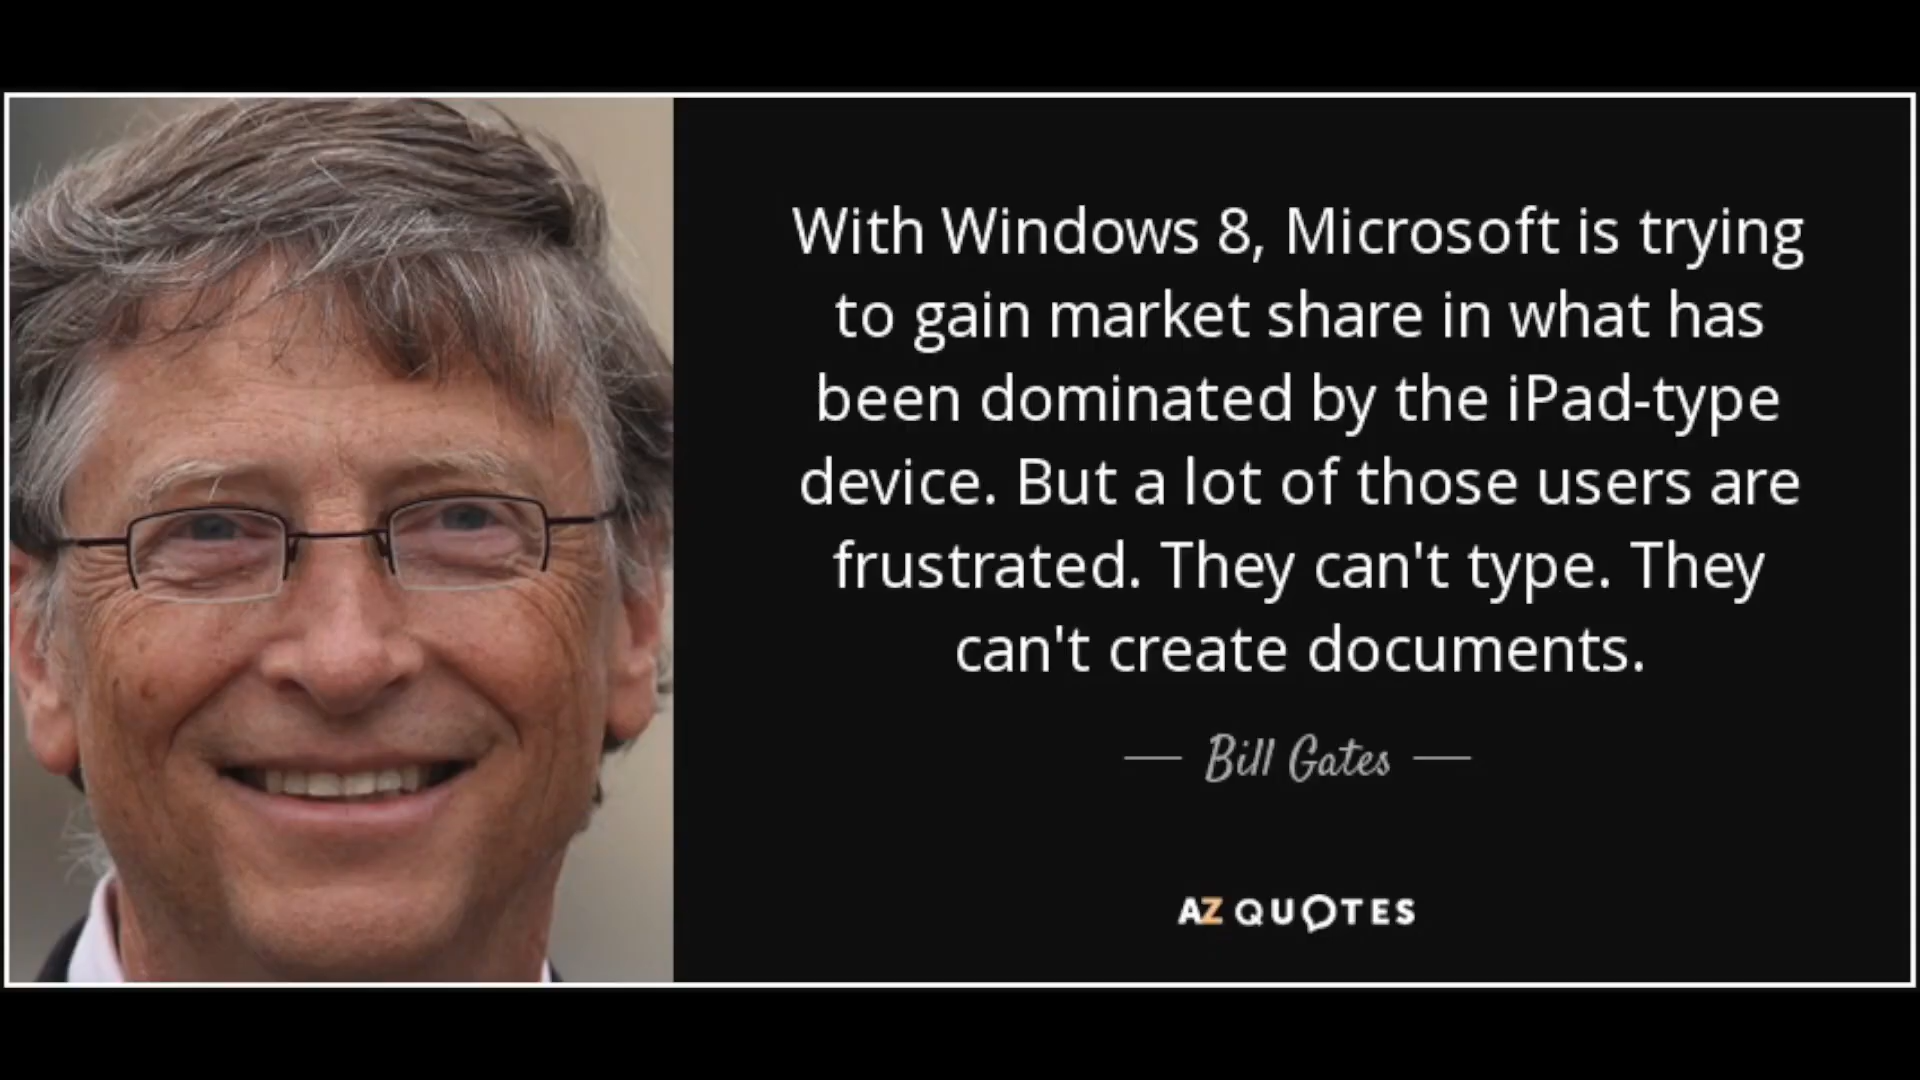 With Windows 8, Microsoft is trying
to gain market share in what has
been dominated by the iPad-type
device. But a lot of those users are
frustrated. They can't type. They
can't create documents.
Bill Gates
AZ QUOTES